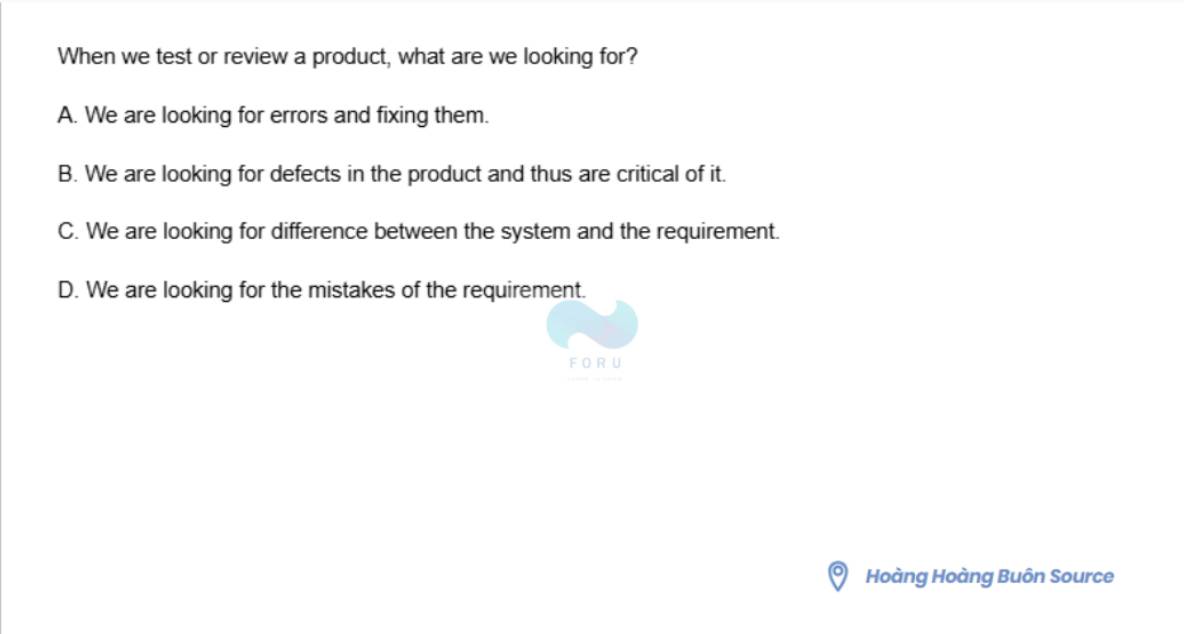 When we test or review a product, what are we looking for?
A. We are looking for errors and fixing them.
B. We are looking for defects in the product and thus are critical of it.
C. We are looking for difference between the system and the requirement.
D. We are looking for the mistakes of the requirement.
FORU
Hoàng Hoàng Buôn Source